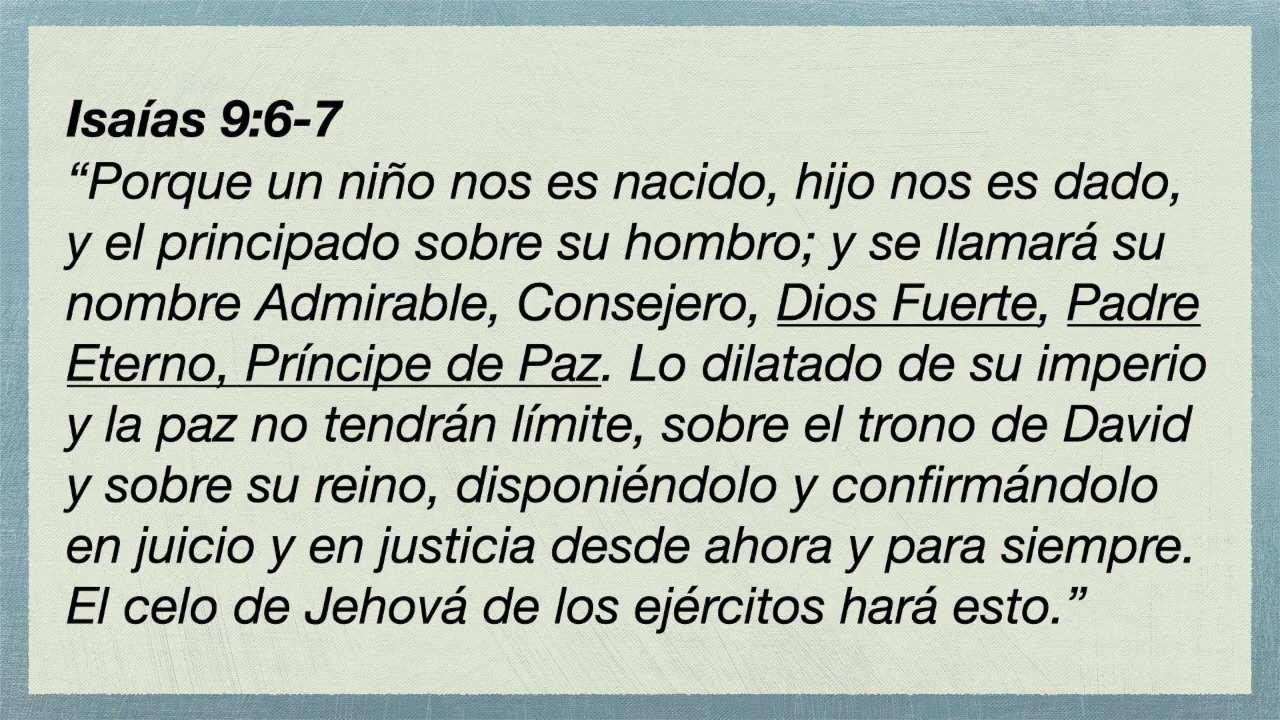 Isaías 9:6-7
“Porque un niño nos es nacido, hijo nos es dado,
y el principado sobre su hombro; y se llamará su
nombre Admirable, Consejero, Dios Fuerte, Padre
Eterno, Príncipe de Paz. Lo dilatado de su imperio
y la paz no tendrán límite, sobre el trono de David
y sobre su reino, disponiéndolo y confirmándolo
en juicio y en justicia desde ahora y para siempre.
El celo de Jehová de los ejércitos hará esto.”